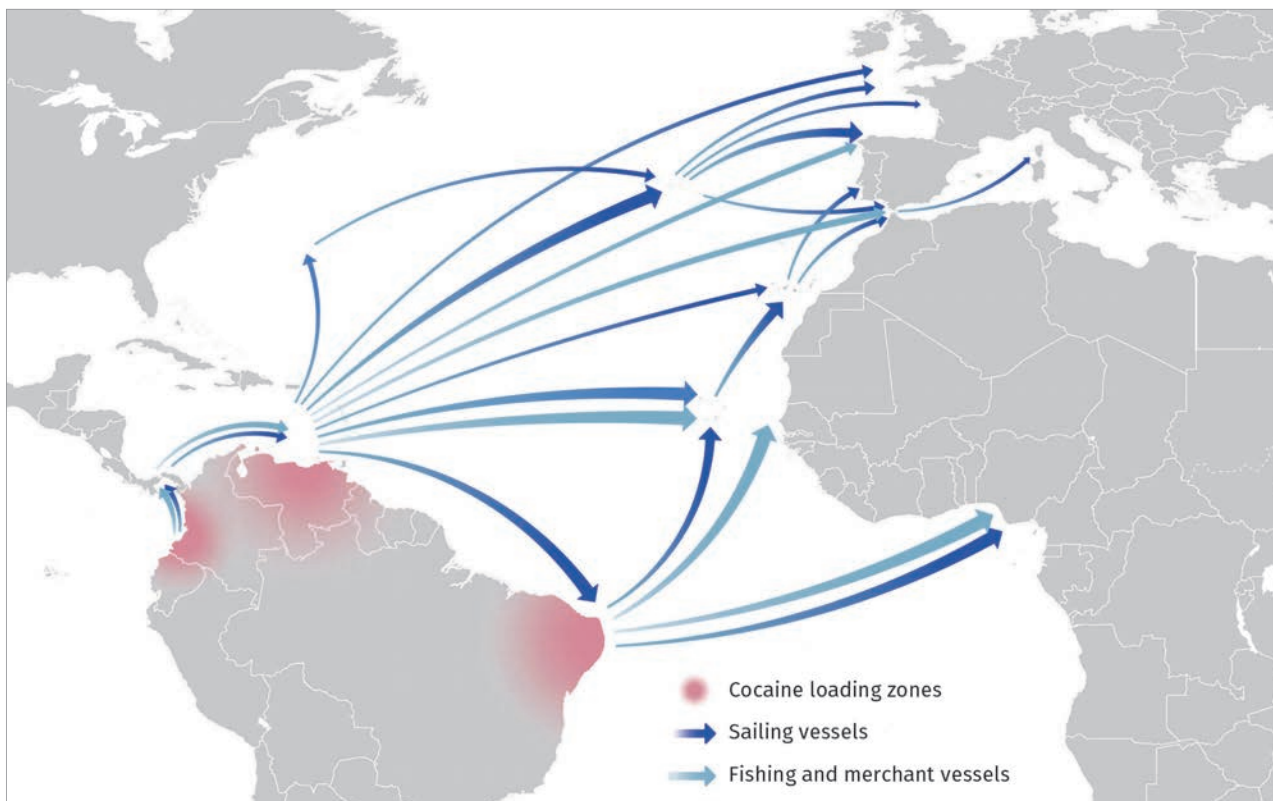 Cocaine loading zones
Sailing vessels
Fishing and merchant vessels